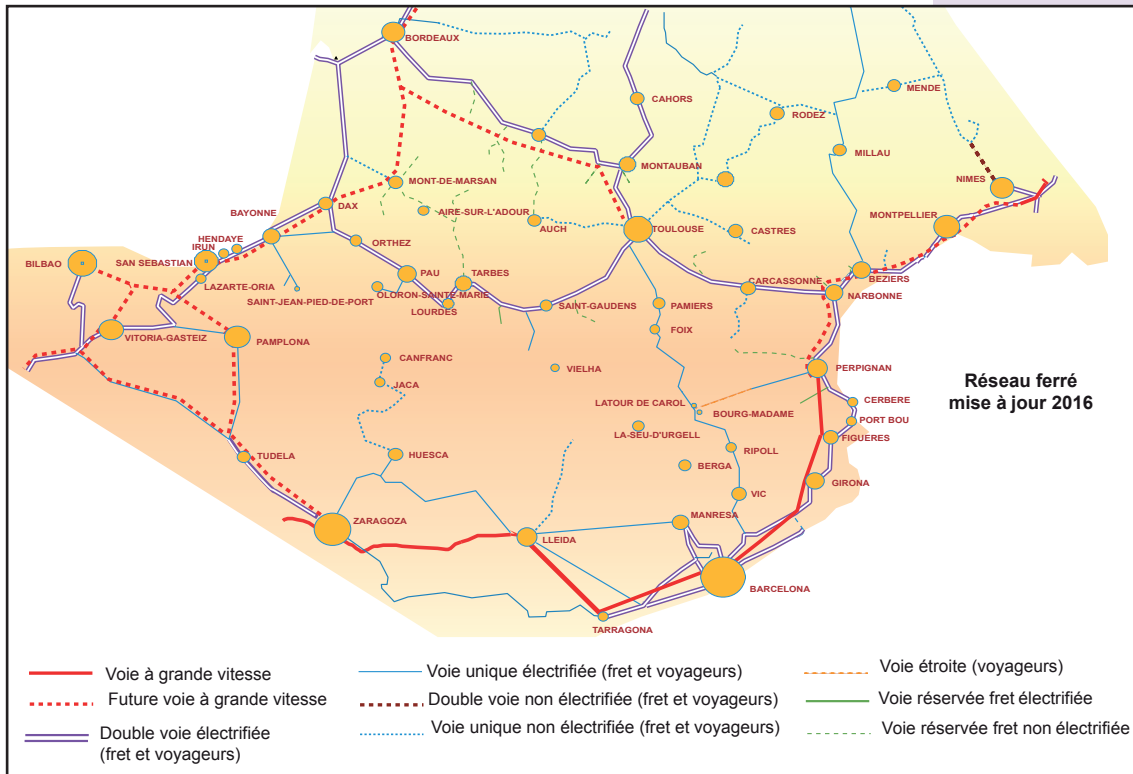 BORDEAUX
CAHORS
MENDE
RODEZ
MILLAU
MONTAUBAN
NIMES
MONT-DE-MARSAN
DAX
AIRE-SUR-L'ADOUR
AUCH
TOULOUSE
CASTRES
MONTPELLIER
BAYONNE
HENDAYE
IRUN
ORTHEZ
BILBAO
SAN SEBASTIAN
LAZARTE-ORIA
SAINT-JEAN-PIED-DE-PORT
PAU
TARBES
OLORON-SAINTE-MARIE
LOURDES
SAINT-GAUDENS
PAMIERS
CARCASSONNE
BEZIERS
NARBONNE
FOIX
VITORIA-GASTEIZ
PAMPLONA
CANFRANC
JACA
VIELHA
PERPIGNAN
Réseau ferré
mise à jour 2016
LATOUR DE CAROL
BOURG-MADAME
CERBERE
PORT BOU
LA-SEU-D'URGELL
FIGUERES
RIPOLL
TUDELA
HUESCA
BERGA
VIC
GIRONA
MANRESA
ZARAGOZA
LLEIDA
BARCELONA
TARRAGONA
Voie à grande vitesse
Future voie à grande vitesse
Double voie électrifiée
(fret et voyageurs)
Voie unique électrifiée (fret et voyageurs)
Double voie non électrifiée (fret et voyageurs)
Voie unique non électrifiée (fret et voyageurs)
Voie étroite (voyageurs)
Voie réservée fret électrifiée
Voie réservée fret non électrifiée